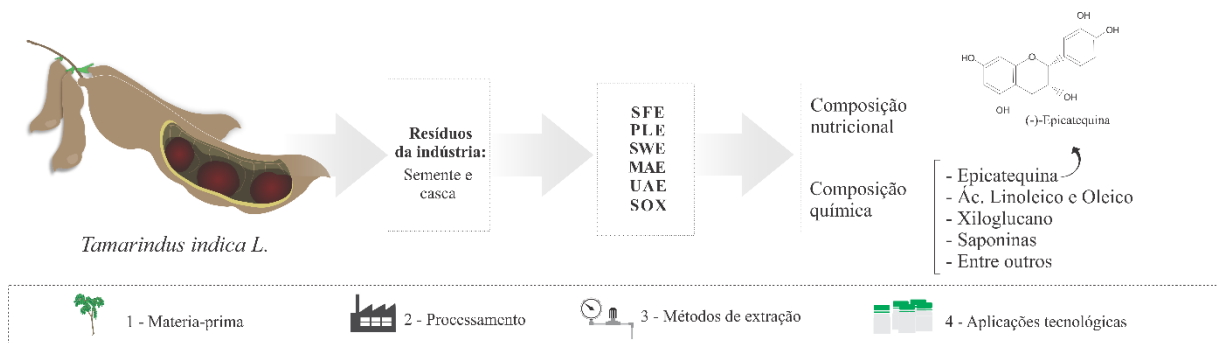 Tamarindus indica L.
Resíduos
da indústria:
Semente e
casca
SFE
PLE
SWE
MAE
UAE
SOX
Composição
nutricional
Composição
química
OH
OH
HO
O
OH
OH
(-)-Epicatequina
- Epicatequina
- Ác. Linoleico e Oleico
- Xiloglucano
- Saponinas
- Entre outros
1 - Materia-prima
2 - Processamento
3 - Métodos de extração
4 - Aplicações tecnológicas